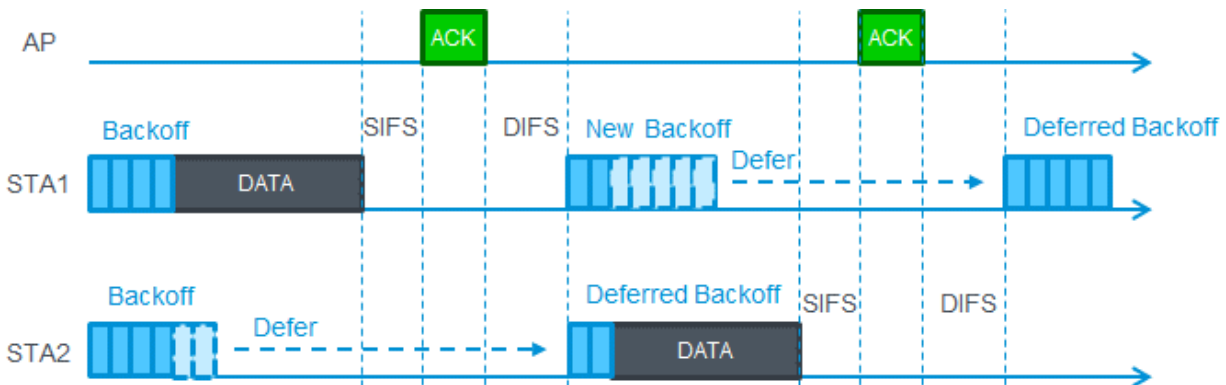 AP
ACK
ACK
SIFS
DIFS
Backoff
New Backoff
Defer
Deferred Backoff
STA1
DATA
Backoff
Defer
Deferred Backoff
SIFS
DIFS
STA2
DATA